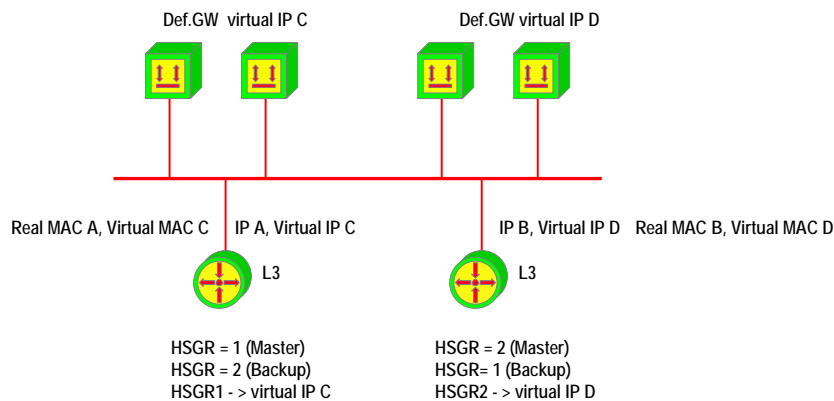 Def.GW virtual IP C
Def.GW virtual IP D
Real MAC A, Virtual MAC C
IP A, Virtual IP C
IP B, Virtual IP D
Real MAC B, Virtual MAC D
L3
L3
HSGR = 1 (Master)
HSGR = 2 (Backup)
HSGR1 - > virtual IP C
HSGR = 2 (Master)
HSGR= 1 (Backup)
HSGR2 - > virtual IP D